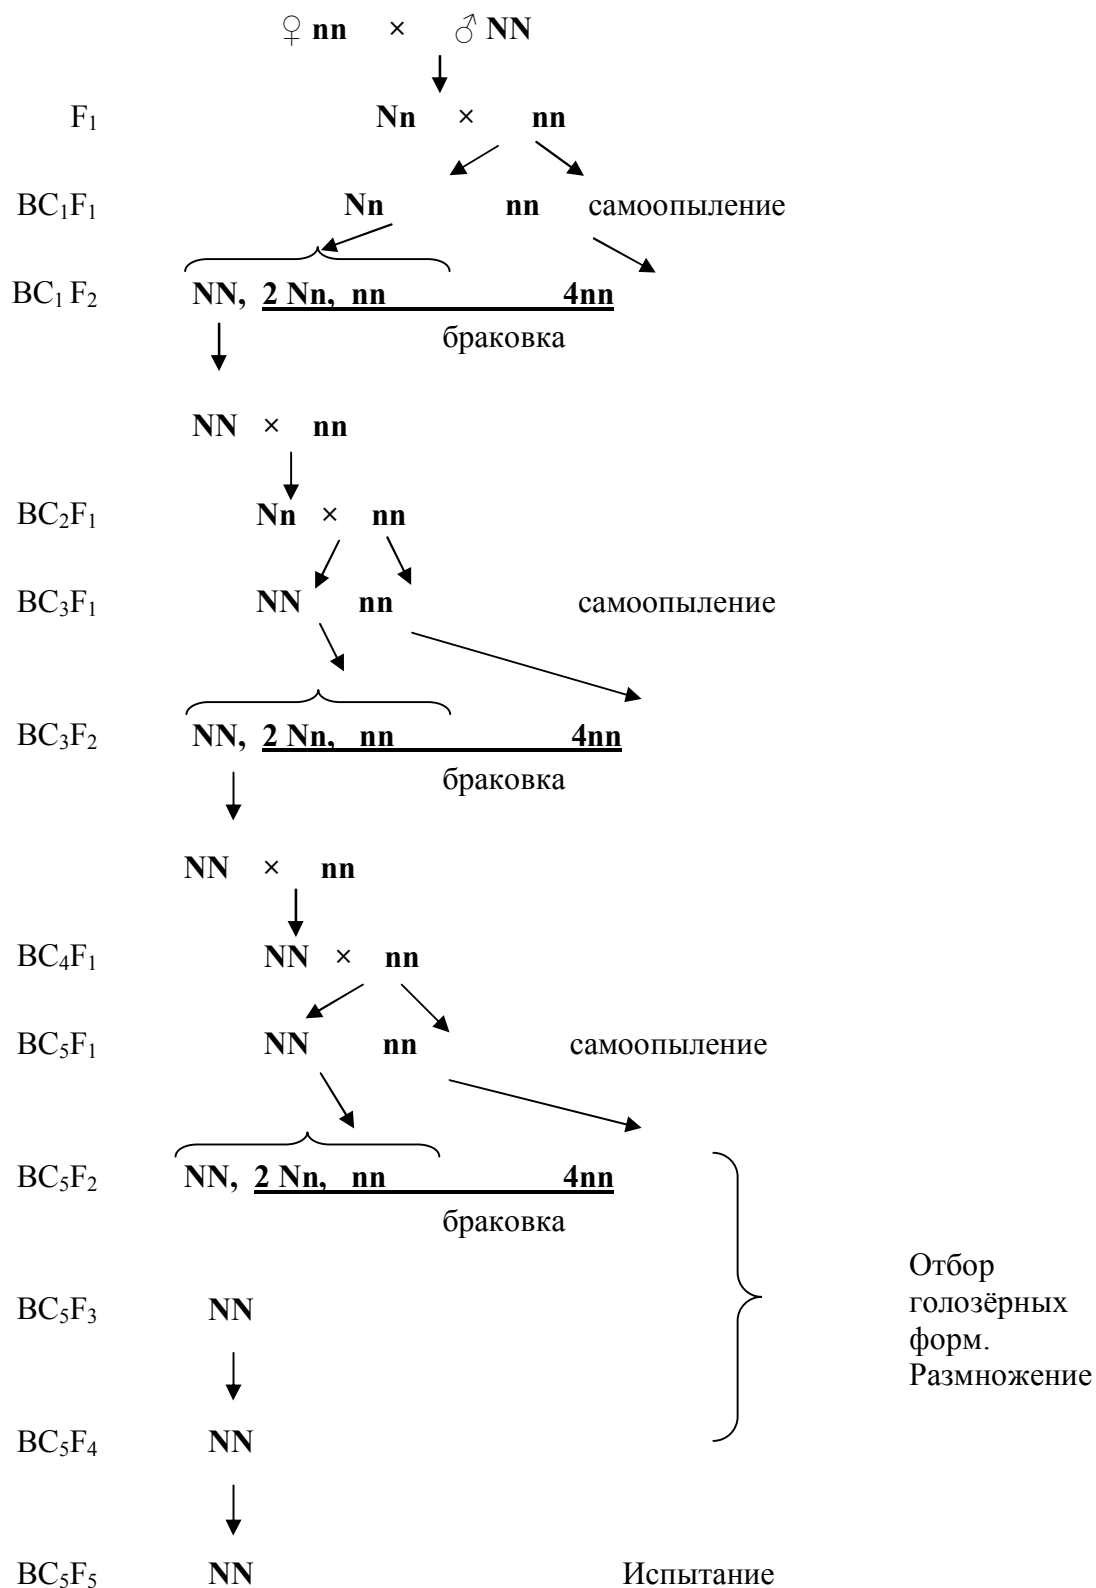 ♀ nn × ♂ NN
F₁ Nn × nn
BC₁F₁ Nn nn самоопыление
BC₁ F₂ NN, 2 Nn, nn 4nn
браковка
NN × nn
BC₂F₁ Nn × nn
BC₃F₁ NN nn самоопыление
BC₃F₂ NN, 2 Nn, nn 4nn
браковка
NN × nn
BC₄F₁ NN × nn
BC₅F₁ NN nn самоопыление
BC₅F₂ NN, 2 Nn, nn 4nn
браковка
Отбор
голозёрных
форм.
Размножение
BC₅F₃ NN
BC₅F₄ NN
BC₅F₅ NN Испытание